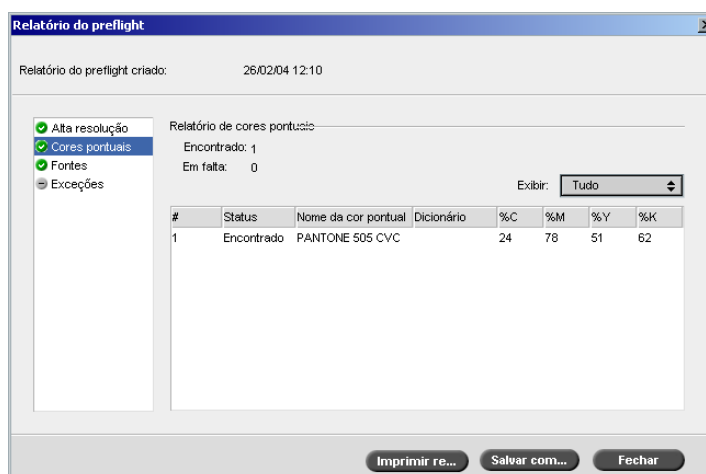 Relatório do preflight
Relatório do preflight criado: 26/02/04 12:10
Alta resolução
Cores pontuais
Fontes
Exceções
Relatório de cores pontuais
Encontrado: 1
Em falta: 0
Exibir: Tudo
# Status Nome da cor pontual Dicionário %C %M %Y %K
1 Encontrado PANTONE 505 CVC 24 78 51 62
Imprimir re... Salvar com... Fechar